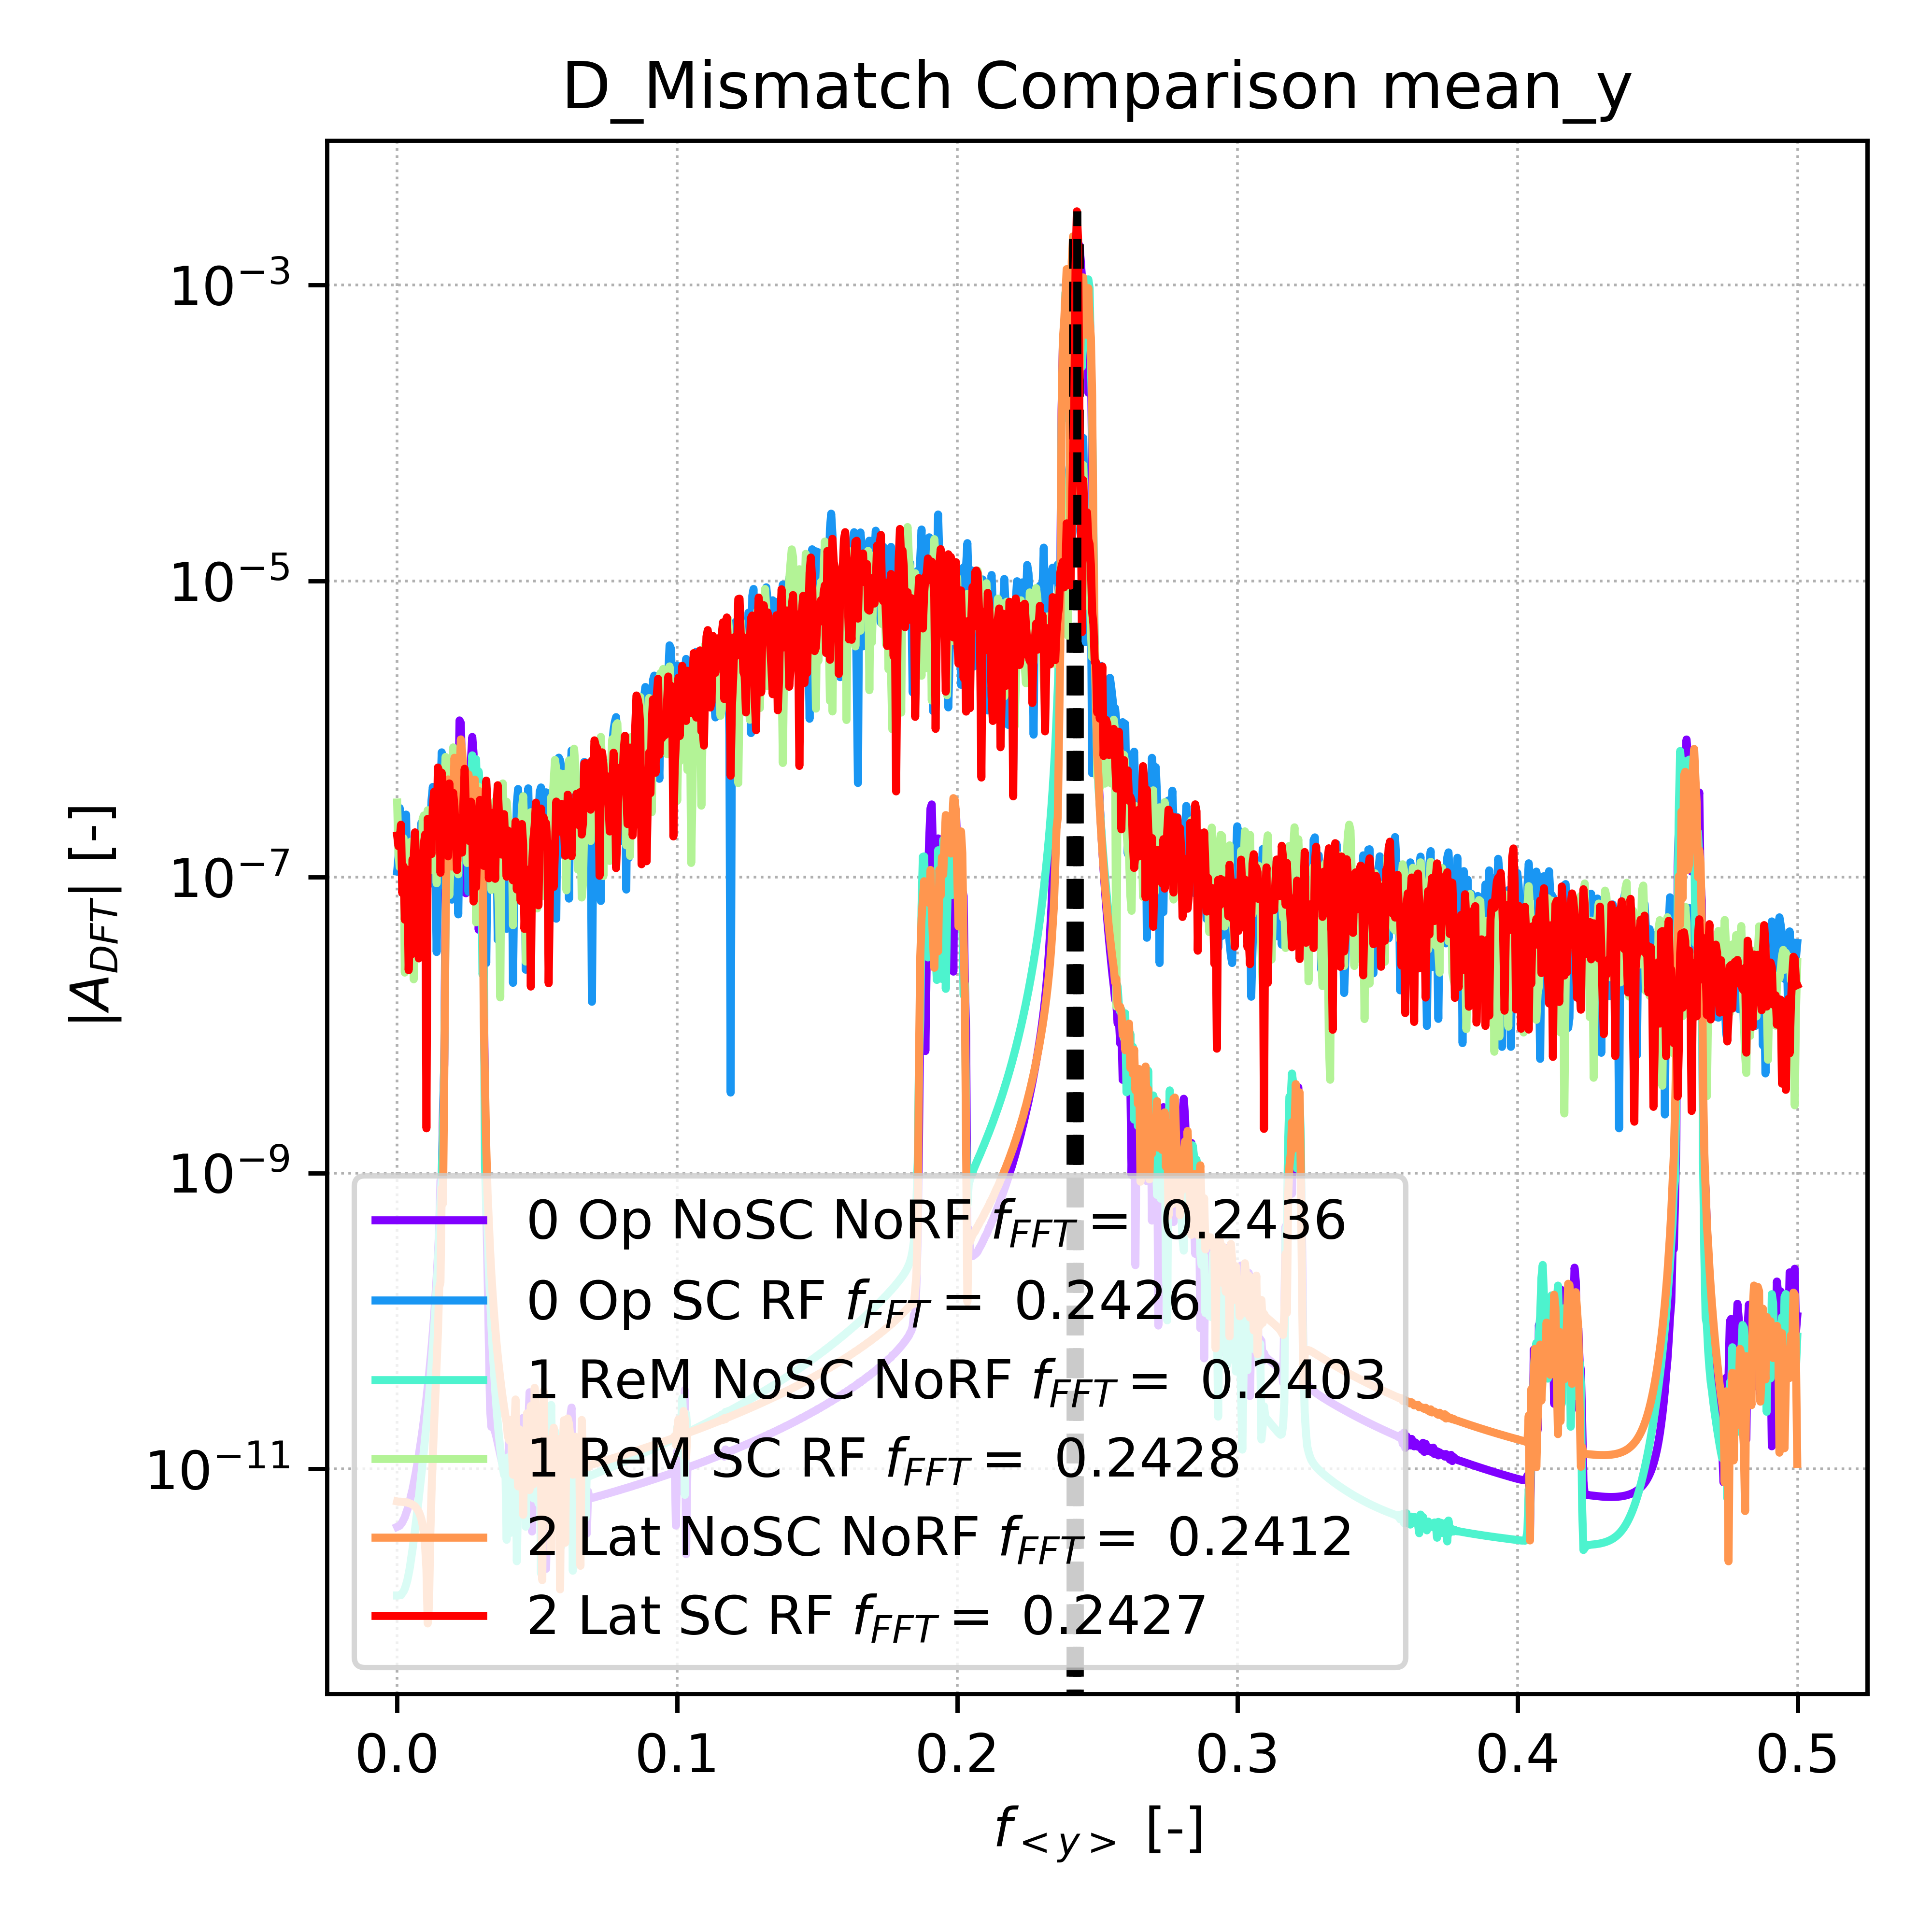 D_Mismatch Comparison mean_y
|A_DFT| [-]
10^−3
10^−5
10^−7
10^−9
10^−11
0 Op NoSC NoRF f_FFT = 0.2436
0 Op SC RF f_FFT = 0.2426
1 ReM NoSC NoRF f_FFT = 0.2403
1 ReM SC RF f_FFT = 0.2428
2 Lat NoSC NoRF f_FFT = 0.2412
2 Lat SC RF f_FFT = 0.2427
0.0 0.1 0.2 0.3 0.4 0.5
f_<y> [-]